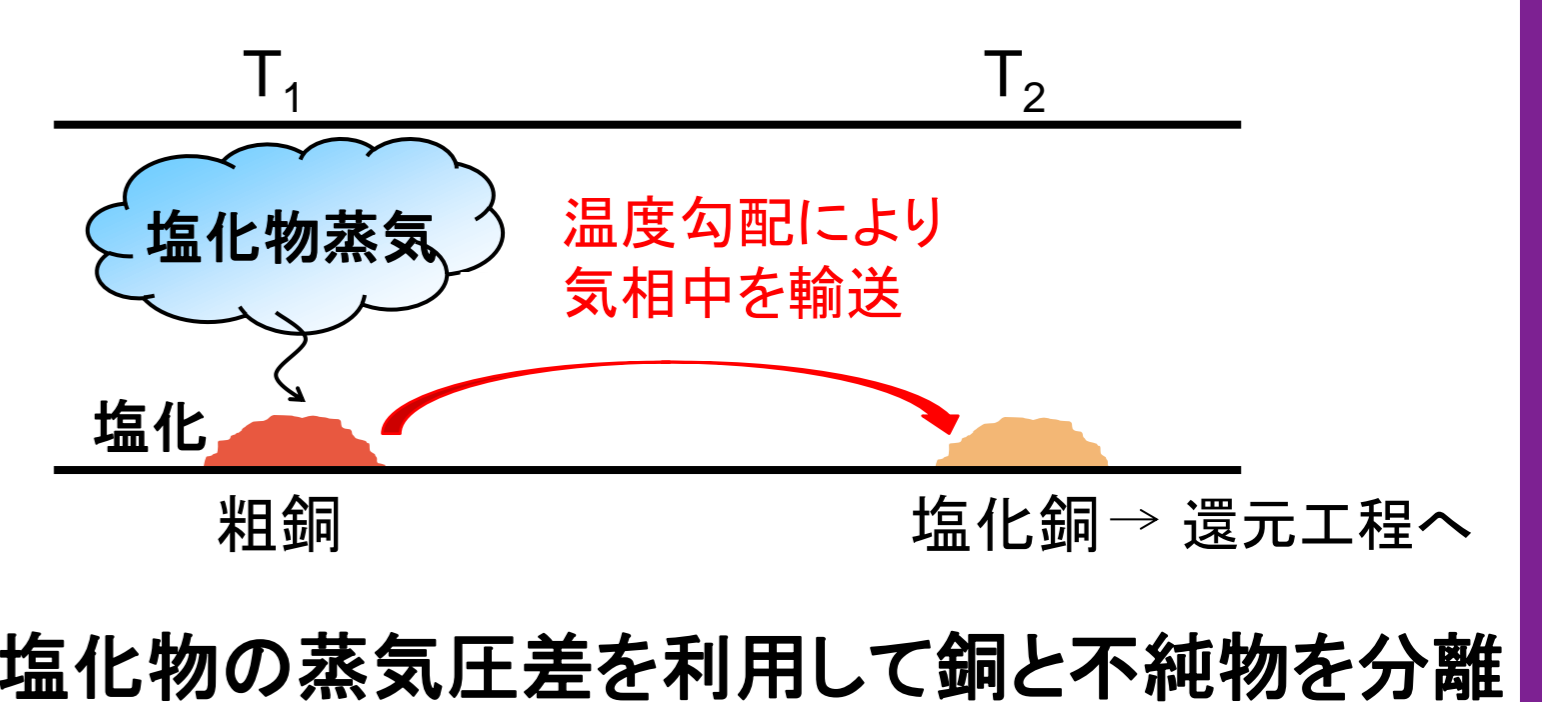 T₁
T₂
塩化物蒸気
温度勾配により
気相中を輸送
塩化
粗銅
塩化銅→ 還元工程へ
塩化物の蒸気圧差を利用して銅と不純物を分離